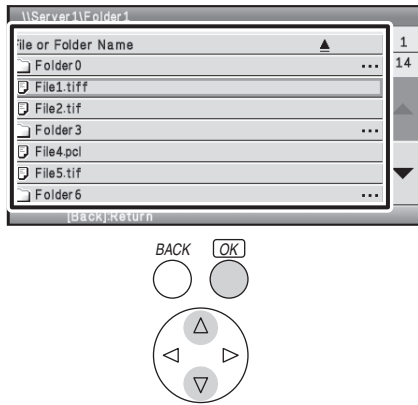 \\Server1\Folder1
ile or Folder Name
1
14
Folder0 ...
File1.tiff
File2.tif
Folder3 ...
File4.pcl
File5.tif
Folder6 ...
[Back]:Return
BACK OK